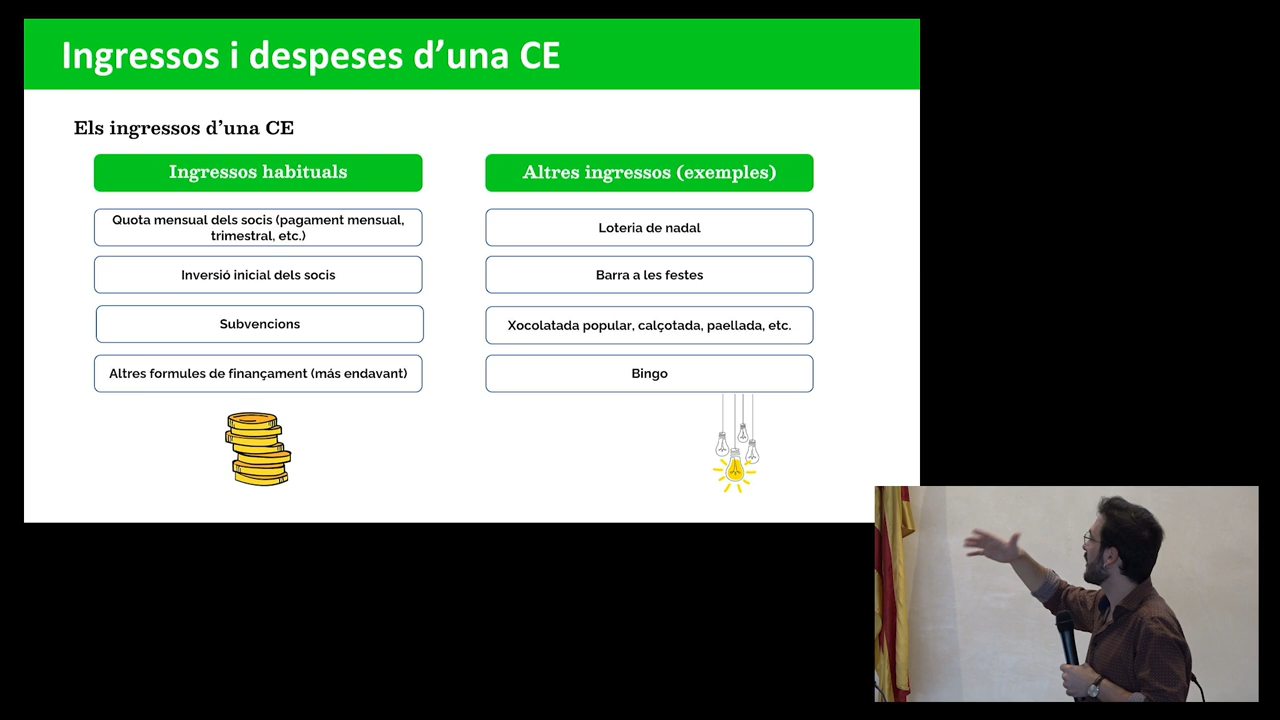 Ingressos i despeses d’una CE
Els ingressos d’una CE
Ingressos habituals
Quota mensual dels socis (pagament mensual,
trimestral, etc.)
Inversió inicial dels socis
Subvencions
Altres formules de finançament (más endavant)
Altres ingressos (exemples)
Loteria de nadal
Barra a les festes
Xocolatada popular, calçotada, paellada, etc.
Bingo